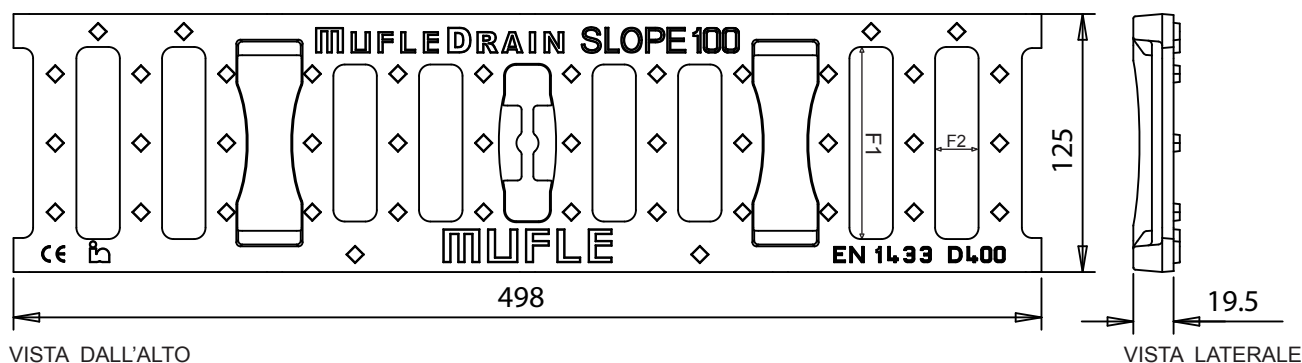 MUFLEDRAIN SLOPE 100
F1
F2
125
MUFLE
CE
EN 1433 D400
498
19.5
VISTA DALL'ALTO
VISTA LATERALE